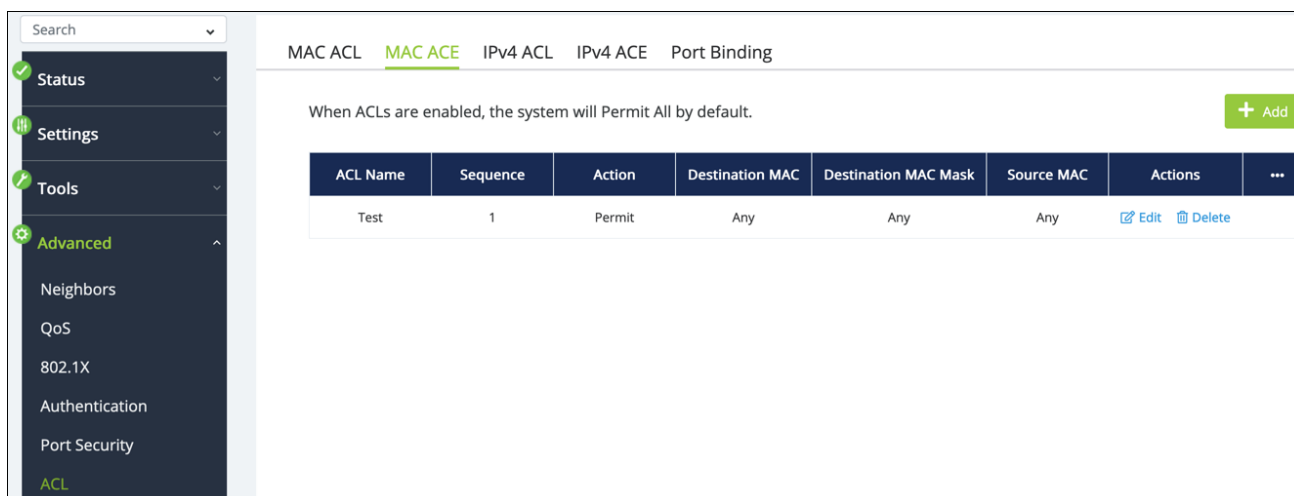 Search
Status
Settings
Tools
Advanced
Neighbors
QoS
802.1X
Authentication
Port Security
ACL
MAC ACL MAC ACE IPv4 ACL IPv4 ACE Port Binding
When ACLs are enabled, the system will Permit All by default.
+ Add
ACL Name Sequence Action Destination MAC Destination MAC Mask Source MAC Actions •••
Test 1 Permit Any Any Any Edit Delete